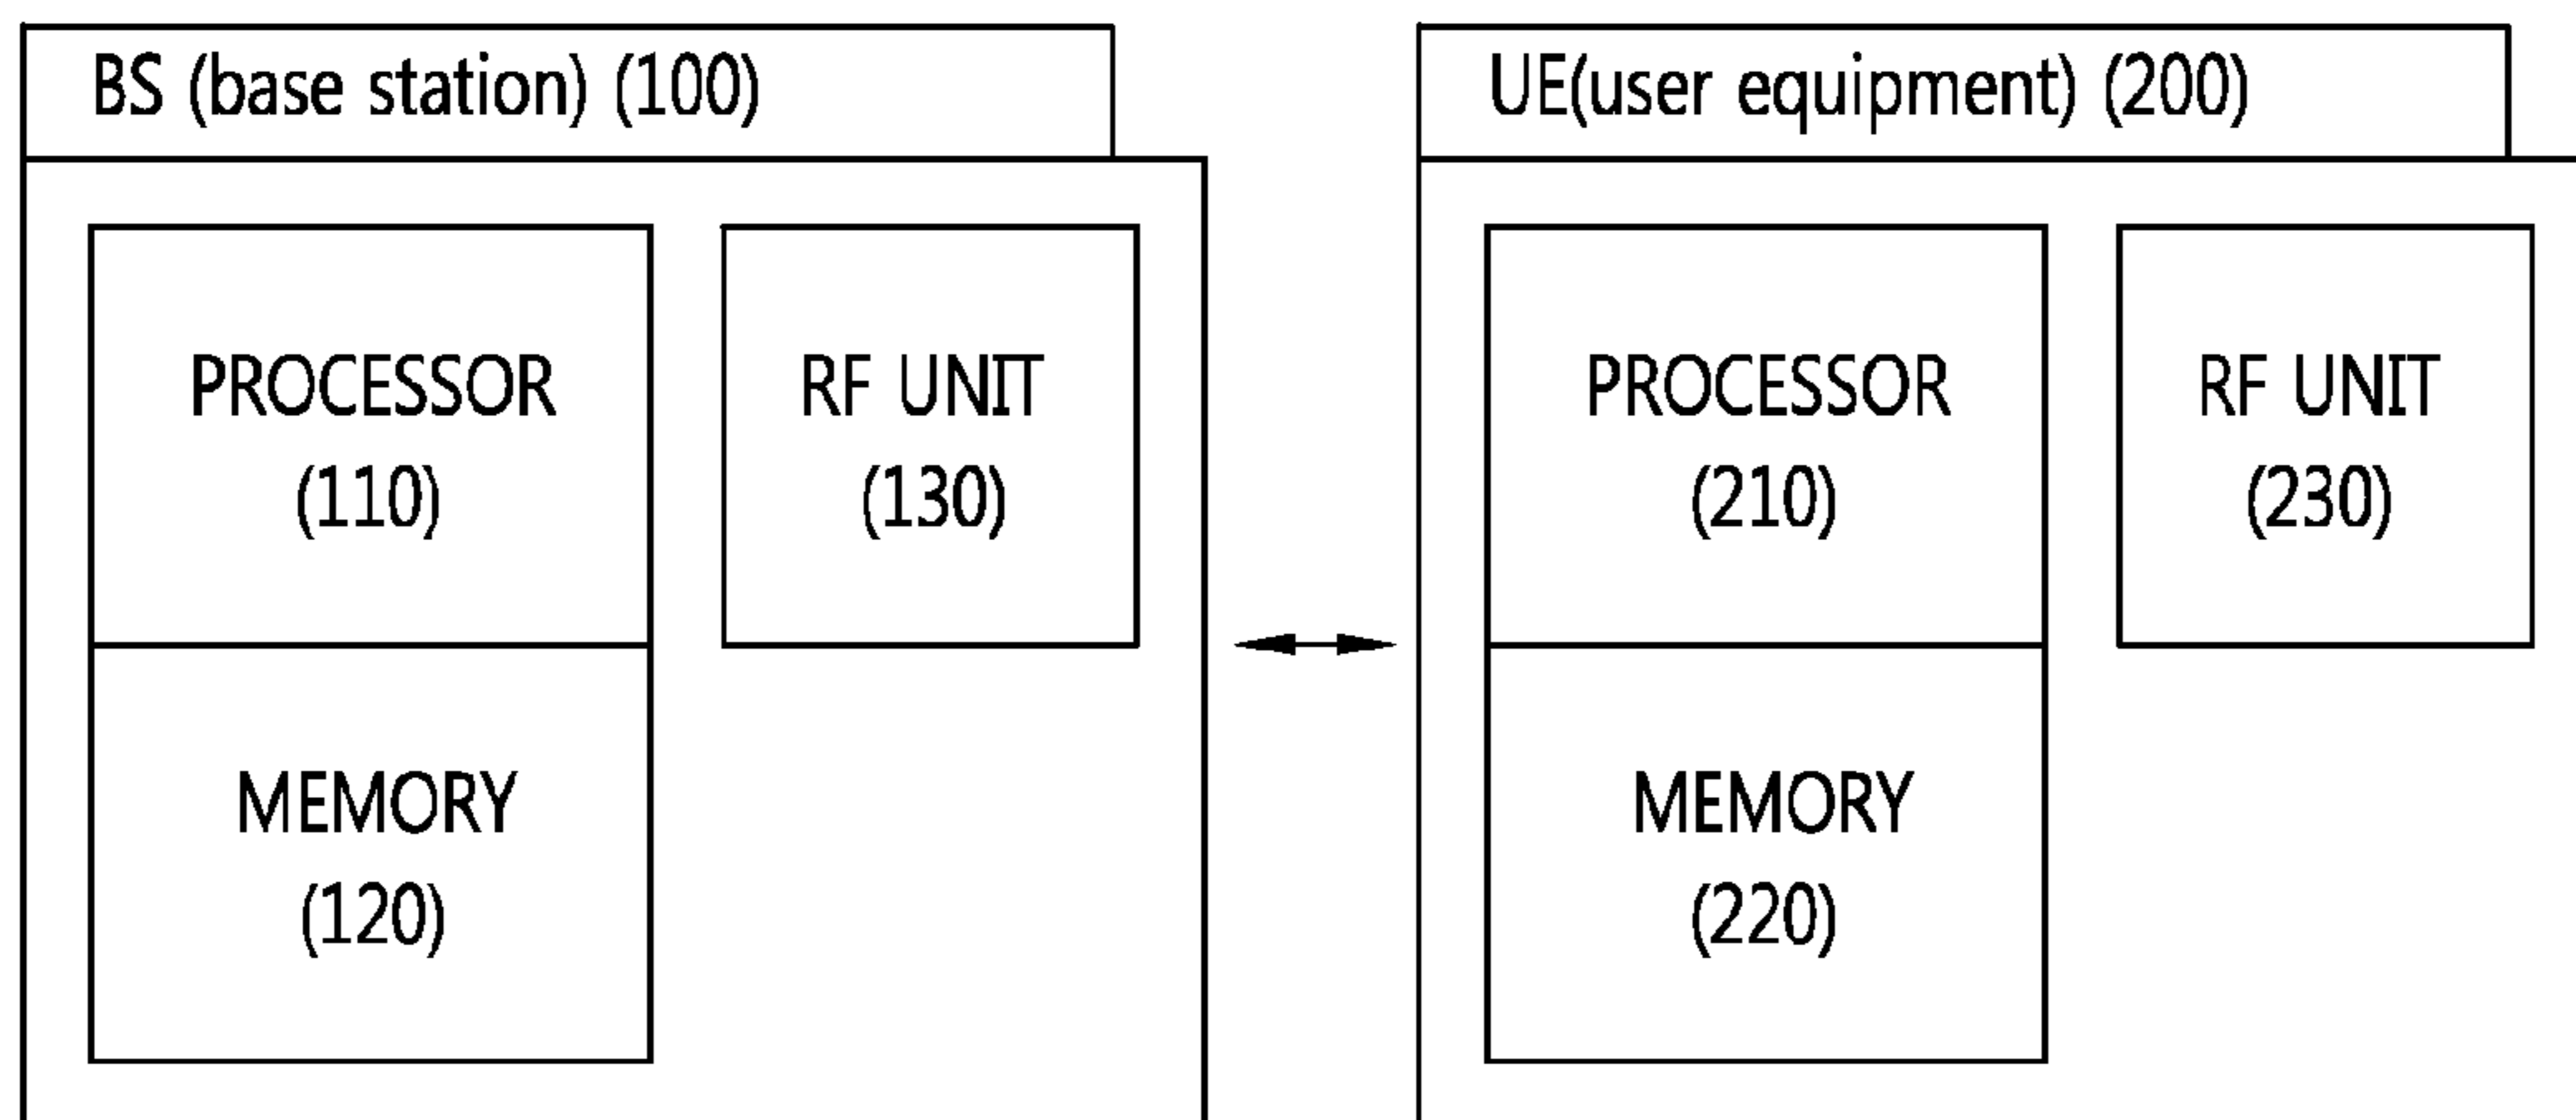 BS (base station) (100)
PROCESSOR
(110)
RF UNIT
(130)
MEMORY
(120)
UE(user equipment) (200)
PROCESSOR
(210)
RF UNIT
(230)
MEMORY
(220)